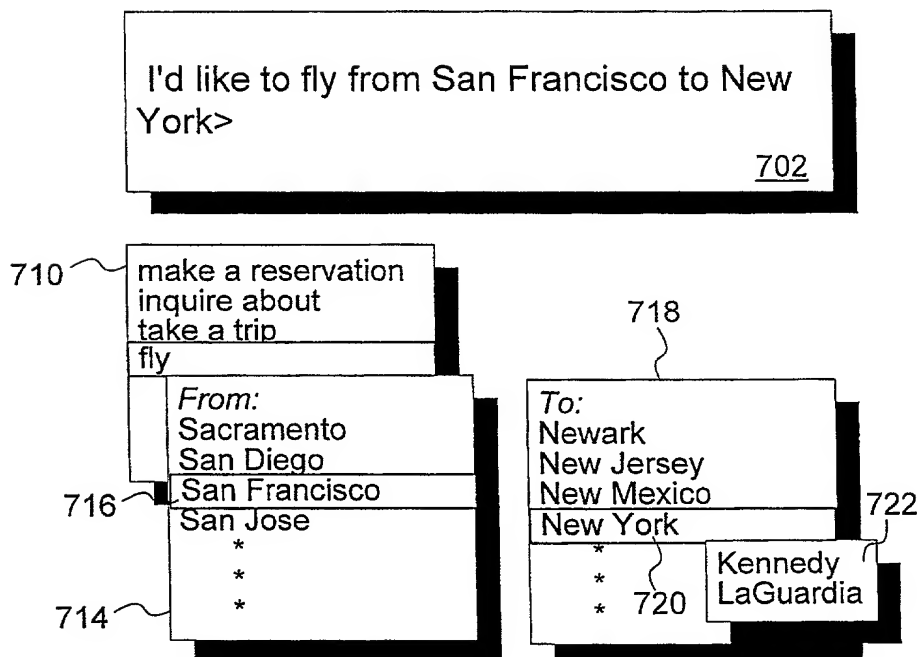 I'd like to fly from San Francisco to New
York>
702
710
make a reservation
inquire about
take a trip
fly
From:
Sacramento
San Diego
San Francisco
San Jose
*
*
*
716
714
718
To:
Newark
New Jersey
New Mexico
New York
*
*
*
720
722
Kennedy
LaGuardia